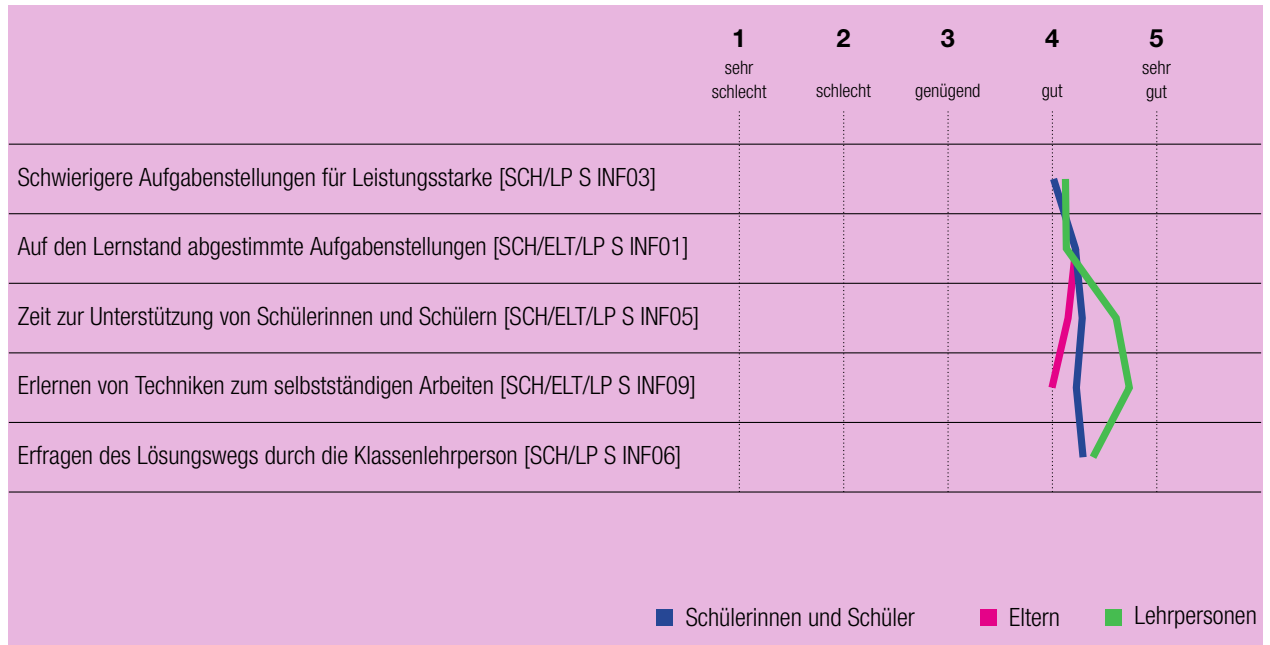 1 2 3 4 5
sehr schlecht schlecht genügend gut sehr gut
Schwierigere Aufgabenstellungen für Leistungsstarke [SCH/LP S INF03]
Auf den Lernstand abgestimmte Aufgabenstellungen [SCH/ELT/LP S INF01]
Zeit zur Unterstützung von Schülerinnen und Schülern [SCH/ELT/LP S INF05]
Erlernen von Techniken zum selbstständigen Arbeiten [SCH/ELT/LP S INF09]
Erfragen des Lösungswegs durch die Klassenlehrperson [SCH/LP S INF06]
Schülerinnen und Schüler Eltern Lehrpersonen